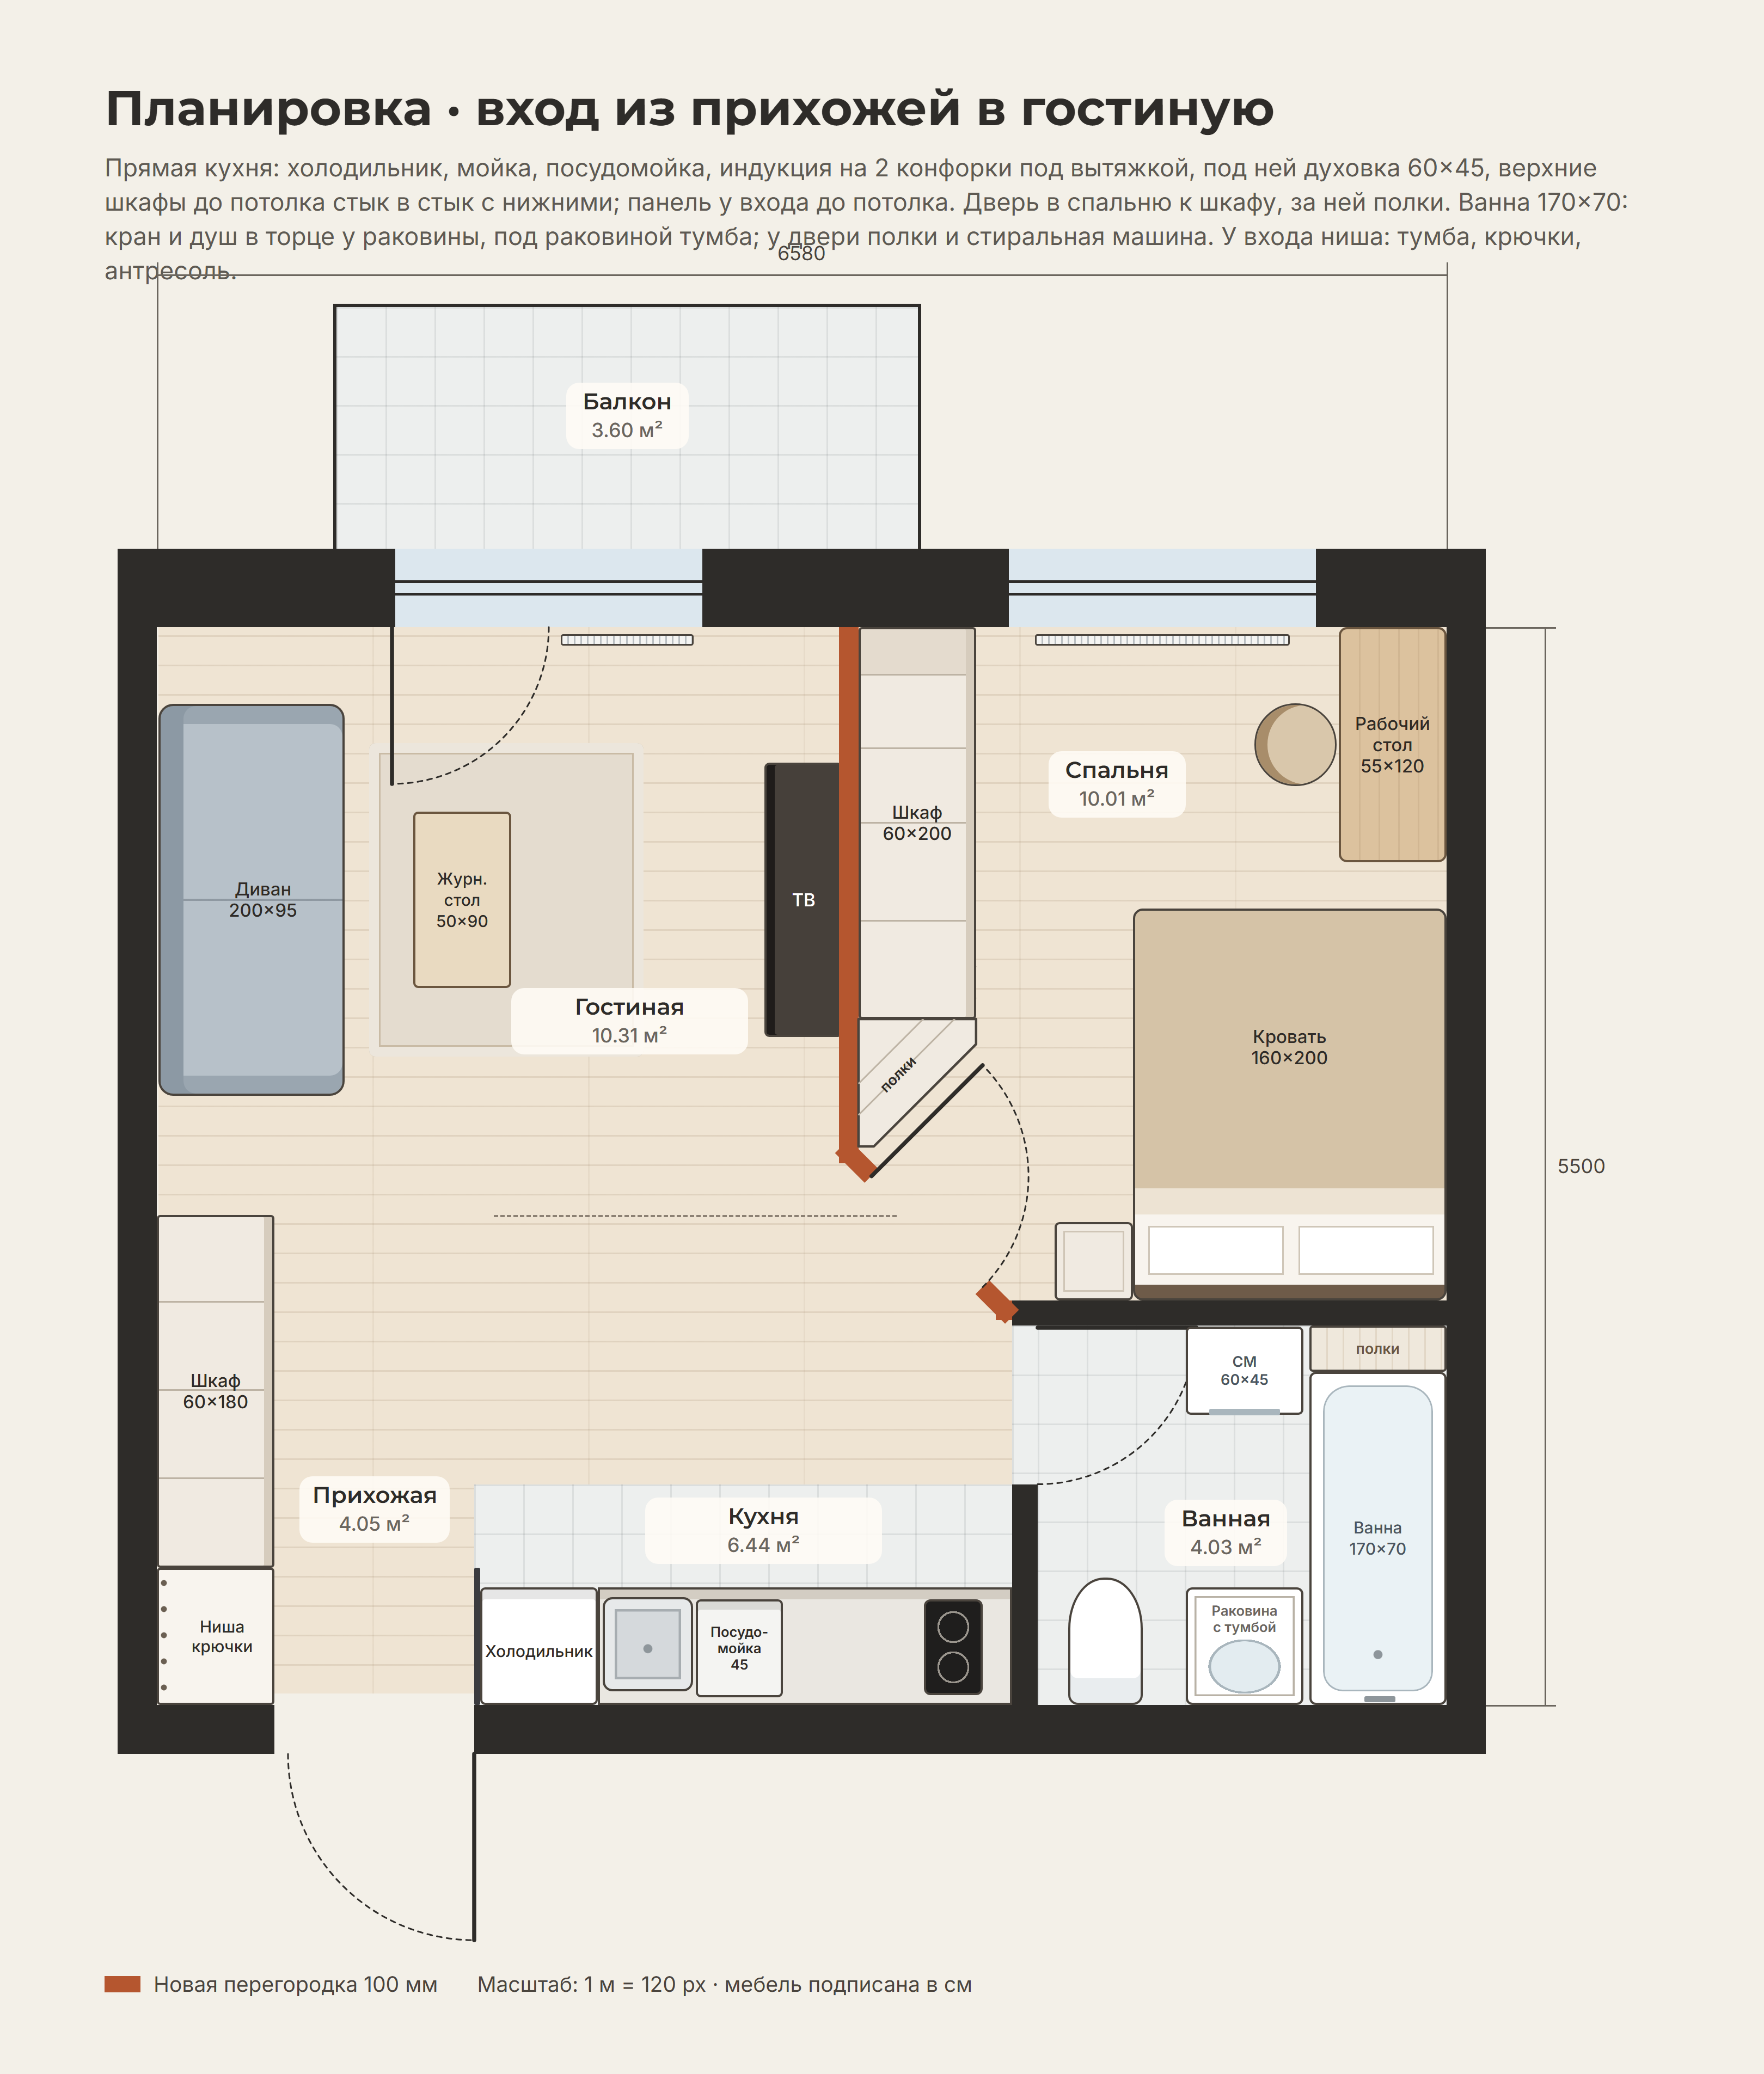 Планировка · вход из прихожей в гостиную
Прямая кухня: холодильник, мойка, посудомойка, индукция на 2 конфорки под вытяжкой, под ней духовка 60×45, верхние
шкафы до потолка стык в стык с нижними; панель у входа до потолка. Дверь в спальню к шкафу, за ней полки. Ванна 170×70:
кран и душ в торце у раковины, под раковиной тумба; у двери полки и стиральная машина. У входа ниша: тумба, крючки,
антресоль.
6580
Балкон
3.60 м²
Рабочий
стол
55×120
Спальня
10.01 м²
Шкаф
60×200
Диван
200×95
Журн.
стол
50×90
ТВ
Гостиная
10.31 м²
Кровать
160×200
полки
5500
СМ
60×45
полки
Шкаф
60×180
Прихожая
4.05 м²
Кухня
6.44 м²
Ванная
4.03 м²
Ванна
170×70
Ниша
крючки
Холодильник
Посудо-
мойка
45
Раковина
с тумбой
Новая перегородка 100 мм
Масштаб: 1 м = 120 px · мебель подписана в см